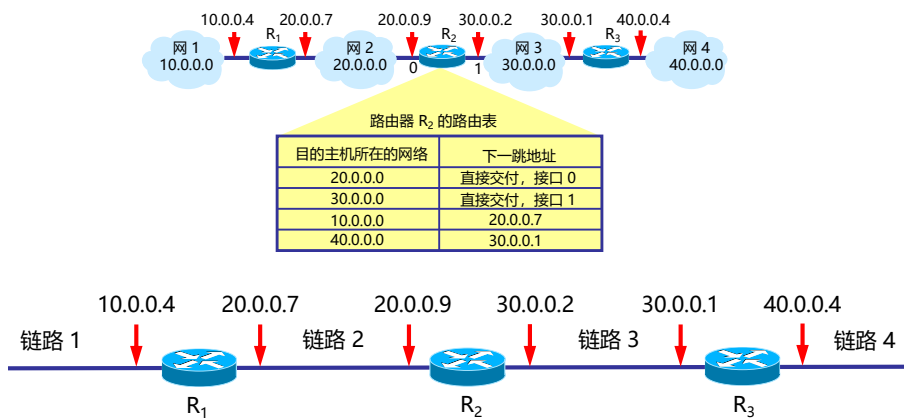 10.0.0.4 20.0.0.7 20.0.0.9 30.0.0.2 30.0.0.1 40.0.0.4
网 1 R1 网 2 R2 网 3 R3 网 4
10.0.0.0 20.0.0.0 0 1 30.0.0.0 40.0.0.0
路由器 R2 的路由表
目的主机所在的网络 下一跳地址
20.0.0.0 直接交付，接口 0
30.0.0.0 直接交付，接口 1
10.0.0.0 20.0.0.7
40.0.0.0 30.0.0.1
10.0.0.4 20.0.0.7 20.0.0.9 30.0.0.2 30.0.0.1 40.0.0.4
链路 1 链路 2 链路 3 链路 4
R1 R2 R3